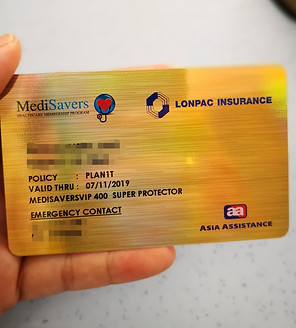 MediSavers
HEALTHCARE MEMBERSHIP PROGRAM
LONPAC INSURANCE
POLICY : PLAN1T
VALID THRU : 07/11/2019
MEDISAVERSVIP 400 SUPER PROTECTOR
EMERGENCY CONTACT
aa
ASIA ASSISTANCE